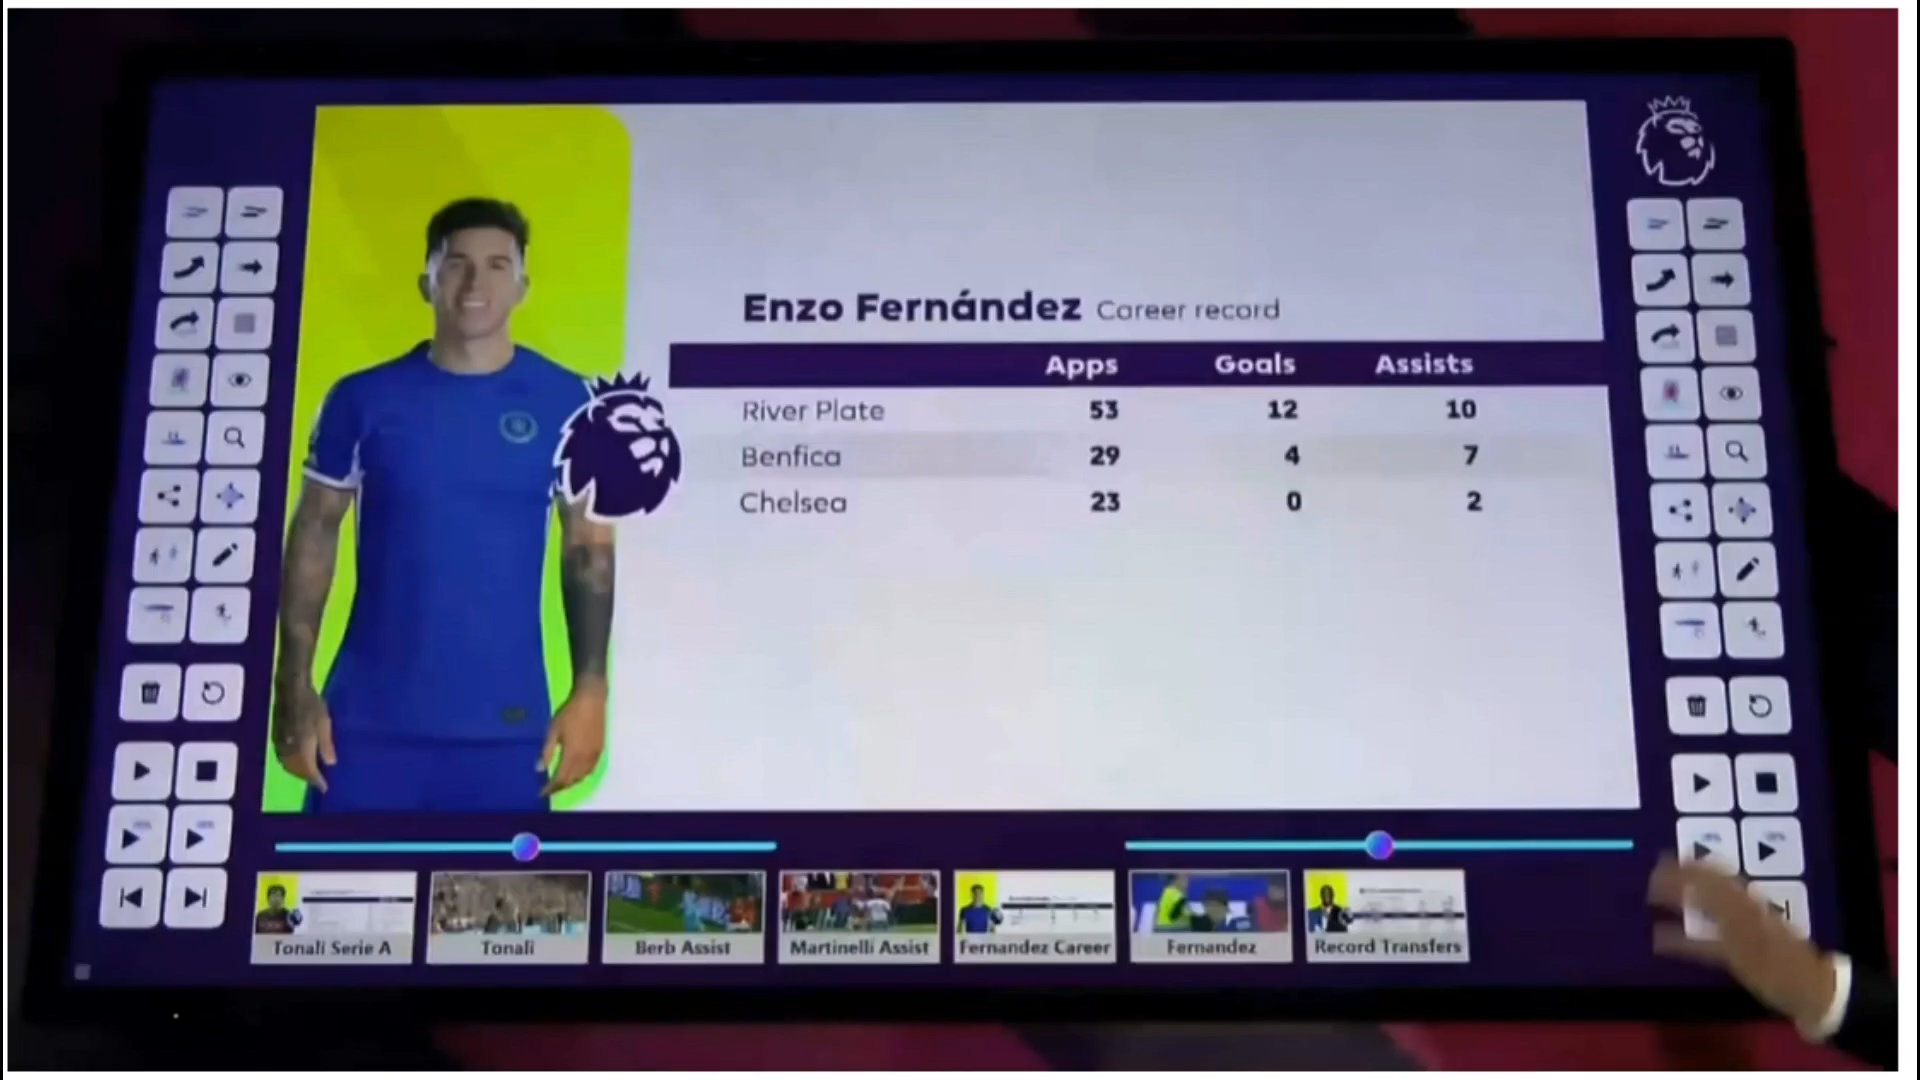 Enzo Fernández Career record
Apps Goals Assists
River Plate 53 12 10
Benfica 29 4 7
Chelsea 23 0 2
Tonali Serie A
Tonali
Berb Assist
Martinelli Assist
Fernandez Career
Fernandez
Record Transfers